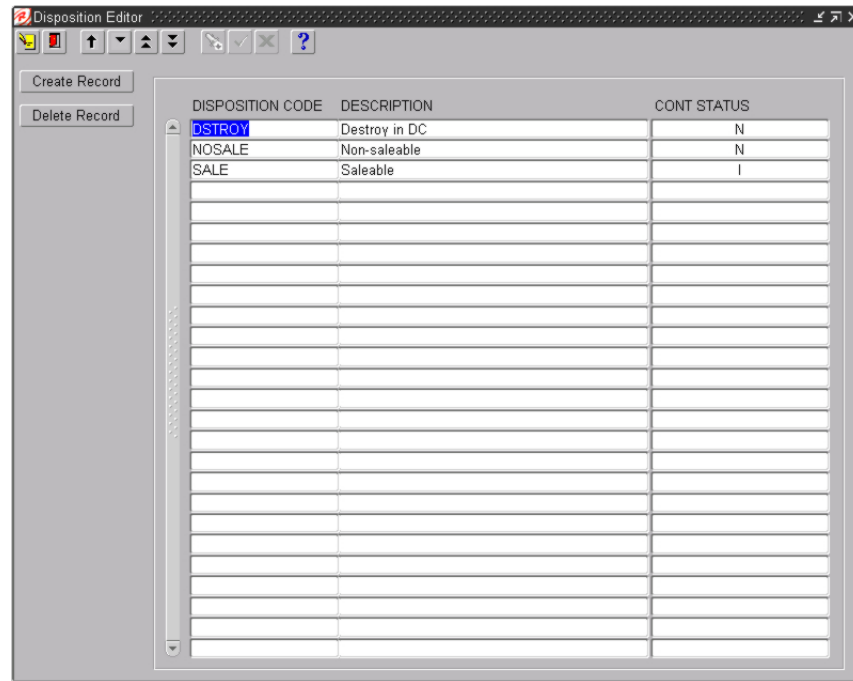 Disposition Editor
?
Create Record
Delete Record
DISPOSITION CODE DESCRIPTION CONT STATUS
DSTROY Destroy in DC N
NOSALE Non-saleable N
SALE Saleable I